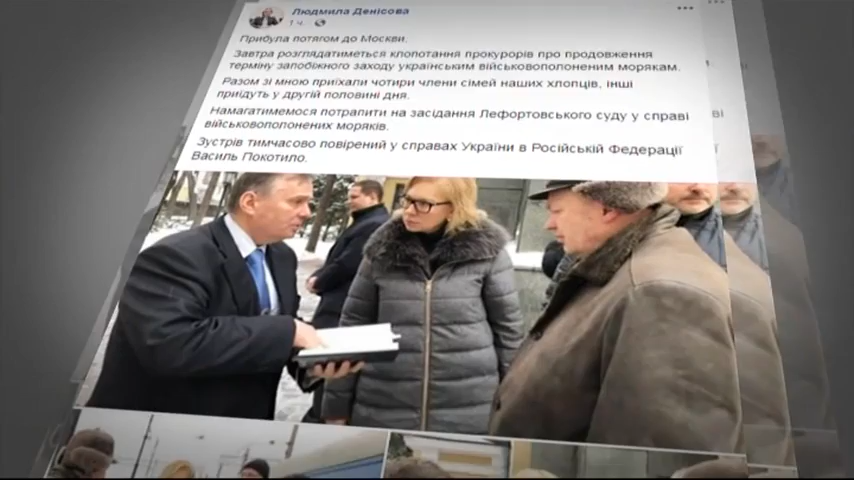 Людмила Денісова
1 ч.
Прибула потягом до Москви.
Завтра розглядатиметься клопотання прокурорів про продовження
терміну запобіжного заходу українським військовополоненим морякам.
Разом зі мною приїхали чотири члени сімей наших хлопців, інші
приїдуть у другій половині дня.
Намагатимемося потрапити на засідання Лефортовського суду у справі
військовополонених моряків.
Зустрів тимчасово повірений у справах України в Російській Федерації
Василь Покотило.